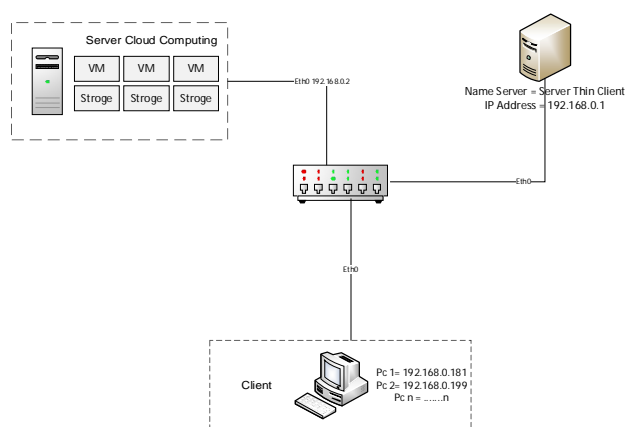 Server Cloud Computing
VM VM VM
Stroge Stroge Stroge
Eth0 192.168.0.2
Name Server = Server Thin Client
IP Address = 192.168.0.1
Eth0
Eth0
Client
Pc 1= 192.168.0.181
Pc 2= 192.168.0.199
Pc n = .......n